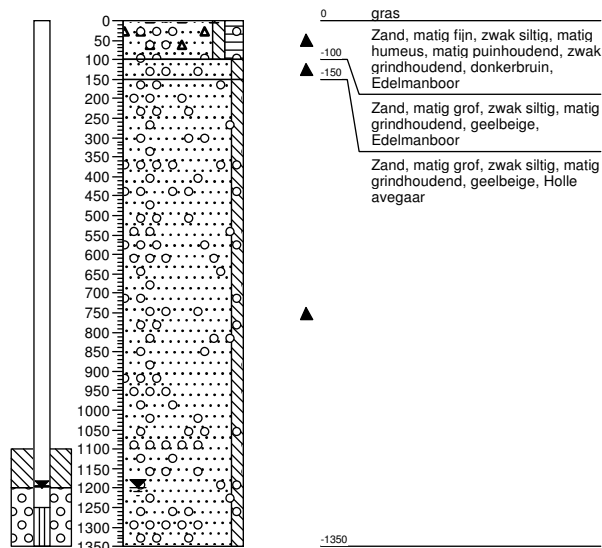 0
50
100
150
200
250
300
350
400
450
500
550
600
650
700
750
800
850
900
950
1000
1050
1100
1150
1200
1250
1300
1350
0
gras
Zand, matig fijn, zwak siltig, matig
humeus, matig puinhoudend, zwak
grindhoudend, donkerbruin,
Edelmanboor
-100
Zand, matig grof, zwak siltig, matig
grindhoudend, geelbeige,
Edelmanboor
-150
Zand, matig grof, zwak siltig, matig
grindhoudend, geelbeige, Holle
avegaar
-1350